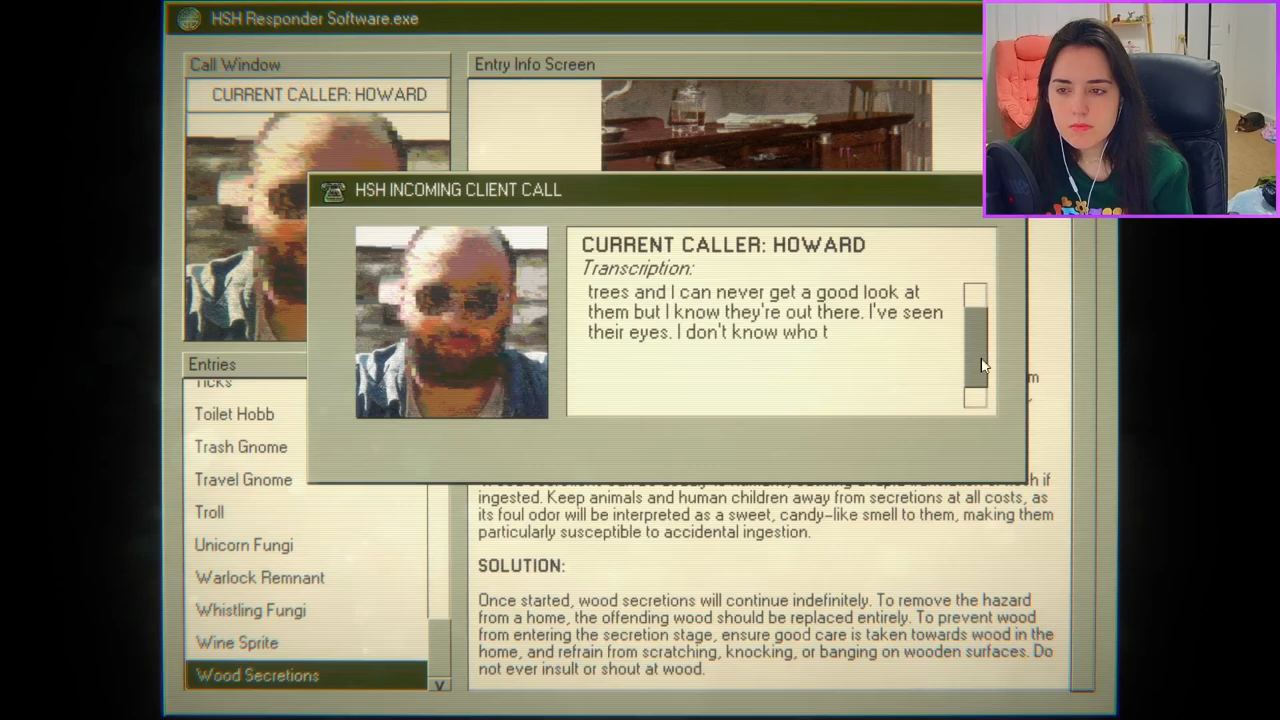 HSH Responder Software.exe
Call Window
CURRENT CALLER: HOWARD
Entry Info Screen
HSH INCOMING CLIENT CALL
CURRENT CALLER: HOWARD
Transcription:
trees and I can never get a good look at
them but I know they're out there. I've seen
their eyes. I don't know who t
Entries
Ticks
Toilet Hobb
Trash Gnome
Travel Gnome
Troll
Unicorn Fungi
Warlock Remnant
Whistling Fungi
Wine Sprite
Wood Secretions
if
ingested. Keep animals and human children away from secretions at all costs, as
its foul odor will be interpreted as a sweet, candy-like smell to them, making them
particularly susceptible to accidental ingestion.
SOLUTION:
Once started, wood secretions will continue indefinitely. To remove the hazard
from a home, the offending wood should be replaced entirely. To prevent wood
from entering the secretion stage, ensure good care is taken towards wood in the
home, and refrain from scratching, knocking, or banging on wooden surfaces. Do
not ever insult or shout at wood.